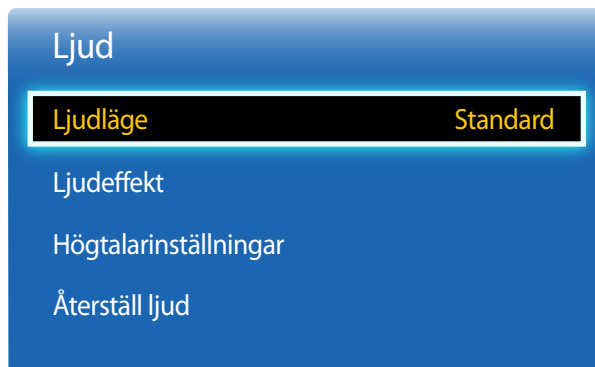 Ljud
Ljudläge Standard
Ljudeffekt
Högtalarinställningar
Återställ ljud